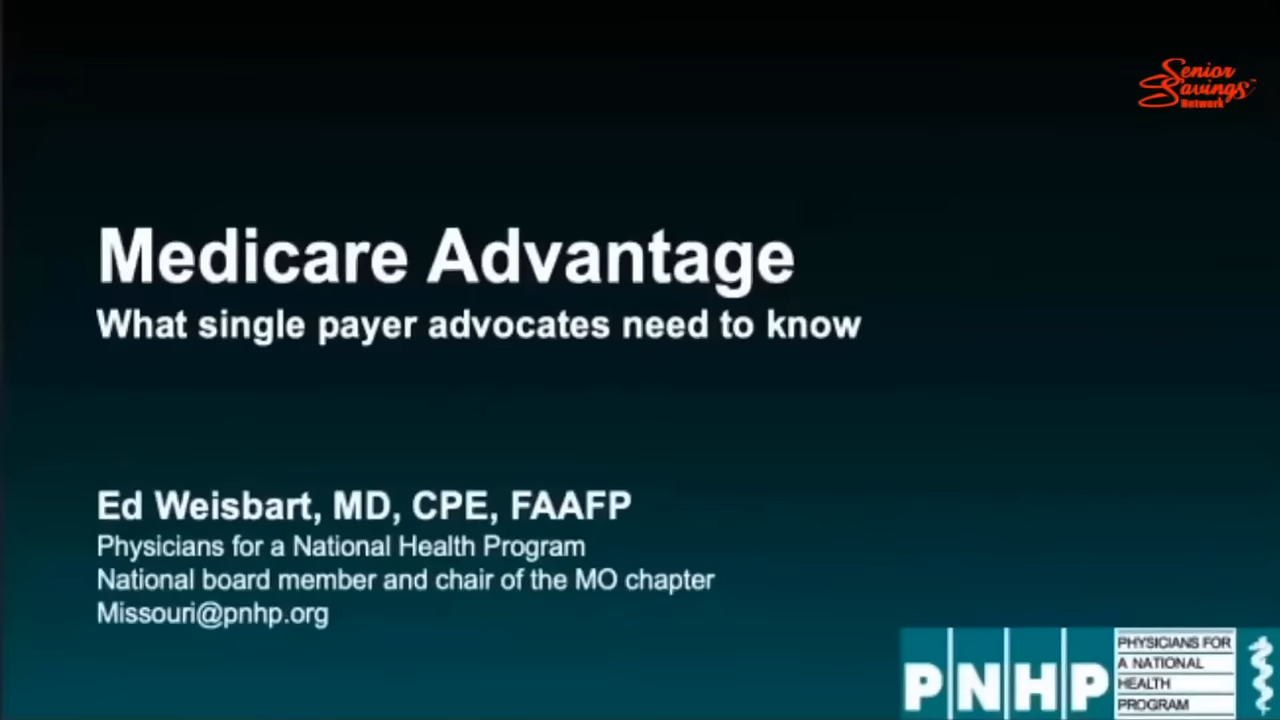 Senior
Savings™
Network
Medicare Advantage
What single payer advocates need to know
Ed Weisbart, MD, CPE, FAAFP
Physicians for a National Health Program
National board member and chair of the MO chapter
Missouri@pnhp.org
PNHP
PHYSICIANS FOR
A NATIONAL
HEALTH
PROGRAM